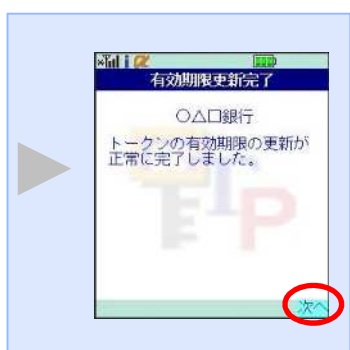 有効期限更新完了
○△□銀行
トークンの有効期限の更新が
正常に完了しました。
次へ